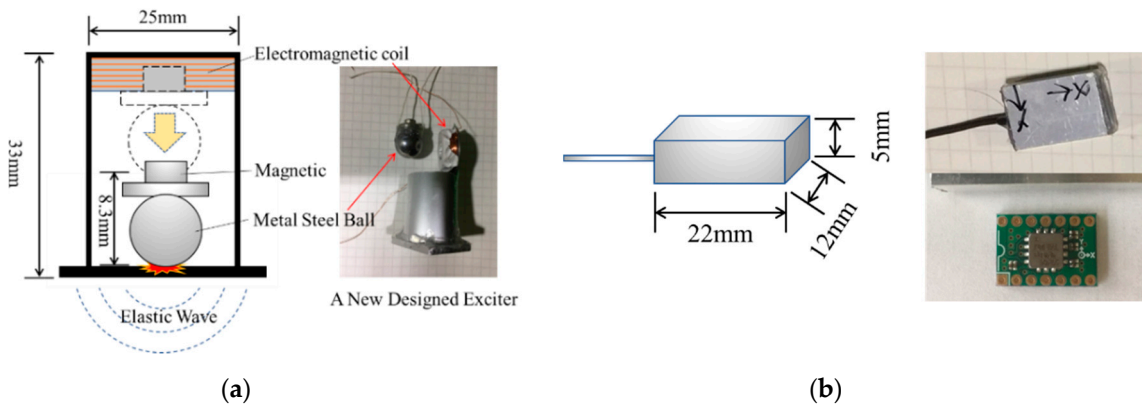 25mm
Electromagnetic coil
33mm
Magnetic
8.3mm
Metal Steel Ball
Elastic Wave
A New Designed Exciter
(a)
5mm
12mm
22mm
X
X
X
(b)